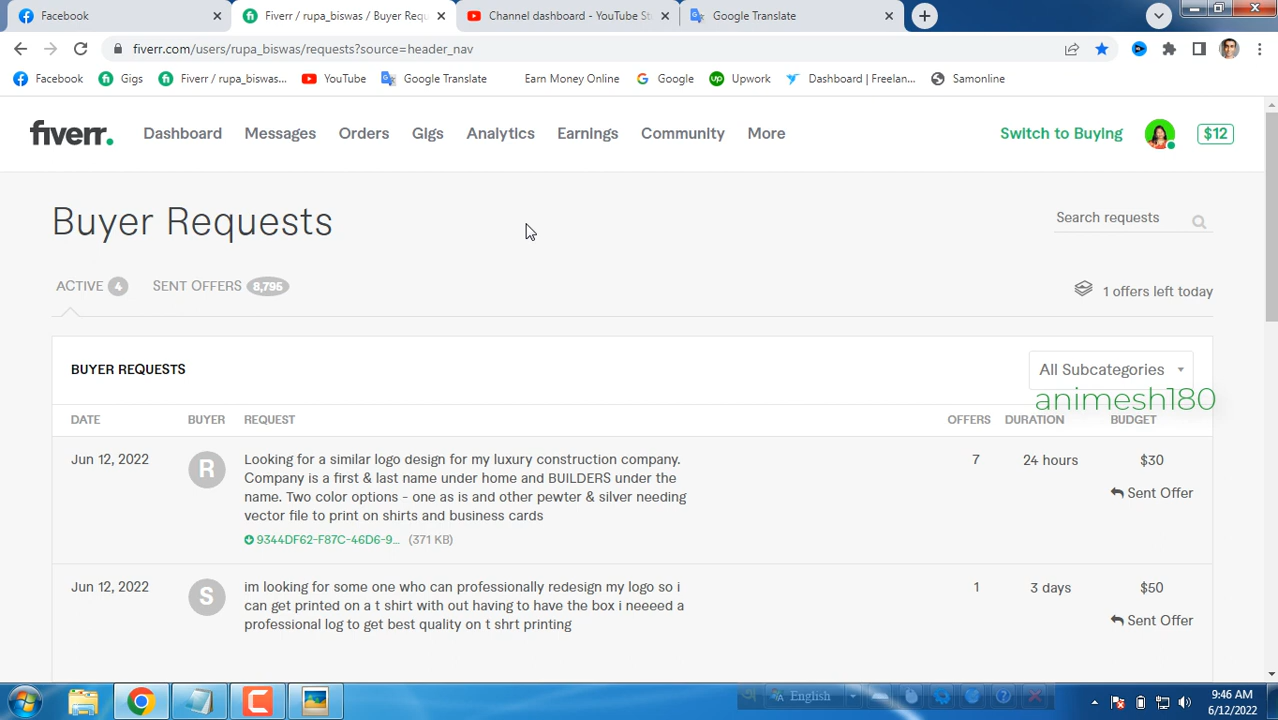 Facebook
Fiverr / rupa_biswas / Buyer Requ
Channel dashboard - YouTube St
Google Translate
fiverr.com/users/rupa_biswas/requests?source=header_nav
Facebook
Gigs
Fiverr / rupa_biswas...
YouTube
Google Translate
Earn Money Online
Google
Upwork
Dashboard | Freelan...
Samonline
fiverr.
Dashboard
Messages
Orders
Gigs
Analytics
Earnings
Community
More
Switch to Buying
$12
Buyer Requests
Search requests
ACTIVE 4
SENT OFFERS 8,795
1 offers left today
BUYER REQUESTS
All Subcategories
animesh180
DATE
BUYER
REQUEST
OFFERS
DURATION
BUDGET
Jun 12, 2022
R
Looking for a similar logo design for my luxury construction company.
Company is a first & last name under home and BUILDERS under the
name. Two color options - one as is and other pewter & silver needing
vector file to print on shirts and business cards
9344DF62-F87C-46D6-9... (371 KB)
7
24 hours
$30
Sent Offer
Jun 12, 2022
S
im looking for some one who can professionally redesign my logo so i
can get printed on a t shirt with out having to have the box i neeeed a
professional log to get best quality on t shrt printing
1
3 days
$50
Sent Offer
English
9:46 AM
6/12/2022